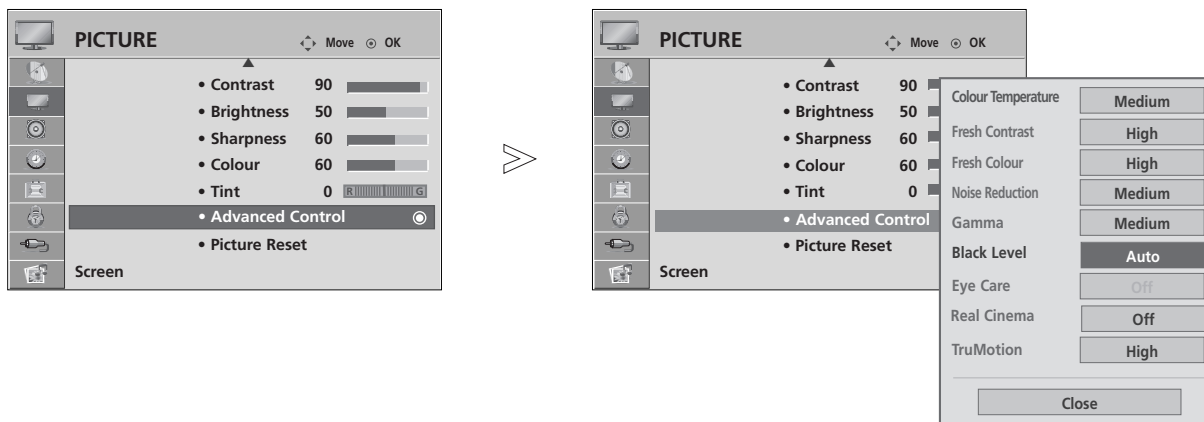 PICTURE
Move OK
• Contrast 90
• Brightness 50
• Sharpness 60
• Colour 60
• Tint 0 R G
• Advanced Control
• Picture Reset
Screen
PICTURE
Move OK
• Contrast 90
• Brightness 50
• Sharpness 60
• Colour 60
• Tint 0
• Advanced Control
• Picture Reset
Screen
Colour Temperature Medium
Fresh Contrast High
Fresh Colour High
Noise Reduction Medium
Gamma Medium
Black Level Auto
Eye Care Off
Real Cinema Off
TruMotion High
Close